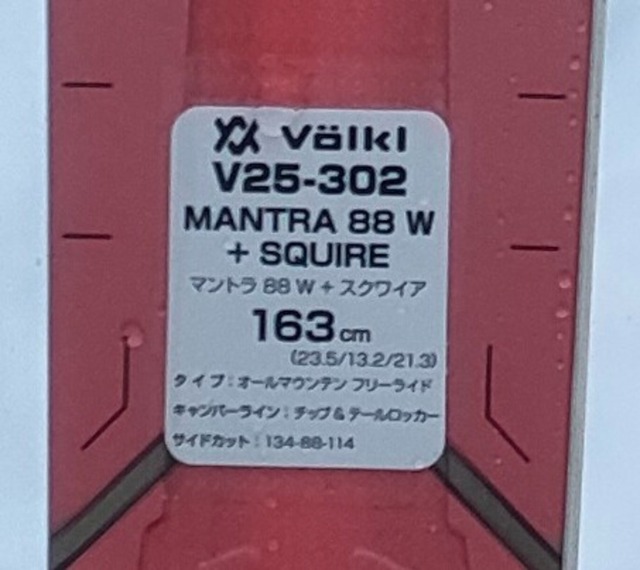 Völkl
V25-302
MANTRA 88 W
+ SQUIRE
マントラ 88 W + スクワイア
163cm
(23.5/13.2/21.3)
タイプ：オールマウンテン フリーライド
キャンバーライン：チップ & テールロッカー
サイドカット：134-88-114